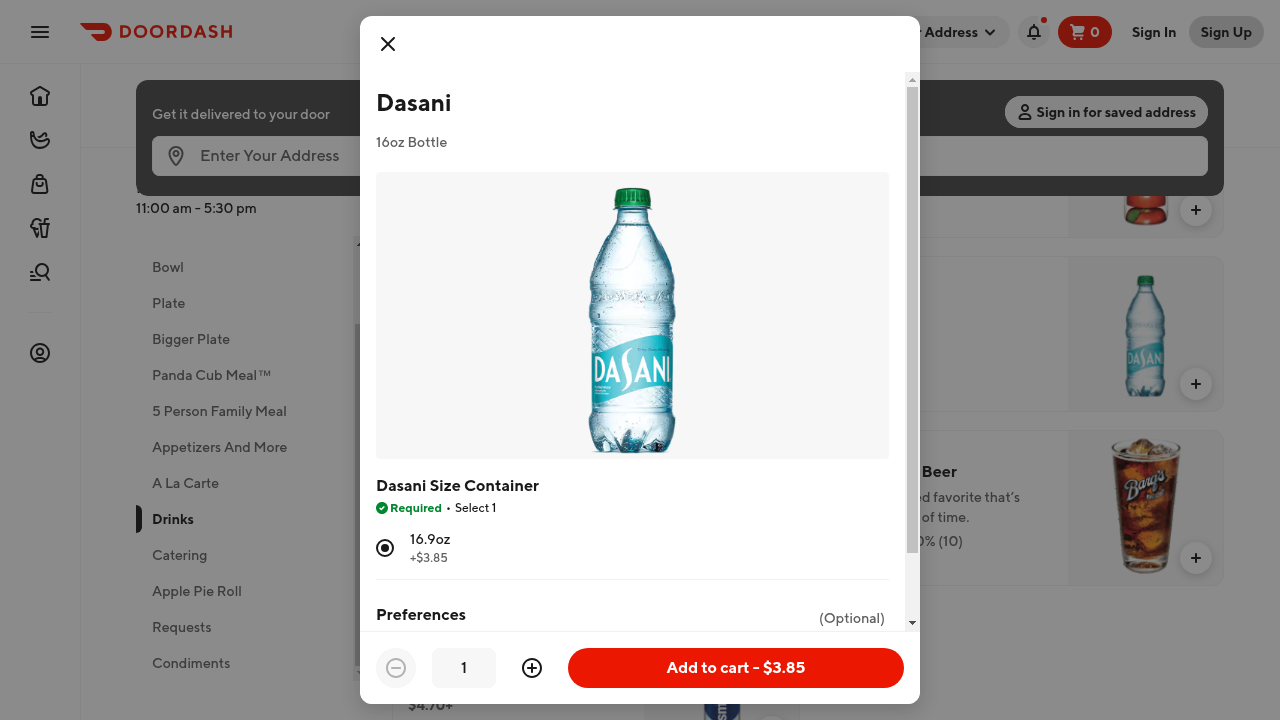 DOORDASH
Address
0
Sign In
Sign Up
Get it delivered to your door
Sign in for saved address
Enter Your Address
11:00 am - 5:30 pm
Bowl
Plate
Bigger Plate
Panda Cub Meal™
5 Person Family Meal
Appetizers And More
A La Carte
Drinks
Catering
Apple Pie Roll
Requests
Condiments
Dasani
16oz Bottle
DASANI
Dasani Size Container
Required • Select 1
16.9oz
+$3.85
Preferences
(Optional)
1
Add to cart - $3.85
DASANI
Beer
favorite that’s
of time.
(10)
Barq's
$4.70+